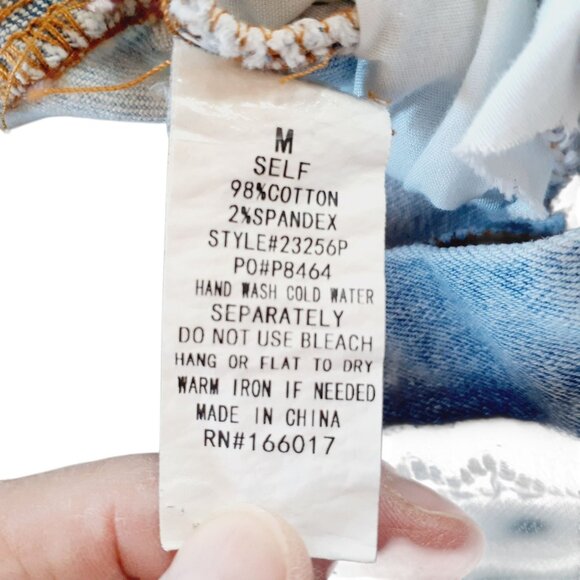 M
SELF
98%COTTON
2%SPANDEX
STYLE#23256P
PO#P8464
HAND WASH COLD WATER
SEPARATELY
DO NOT USE BLEACH
HANG OR FLAT TO DRY
WARM IRON IF NEEDED
MADE IN CHINA
RN#166017